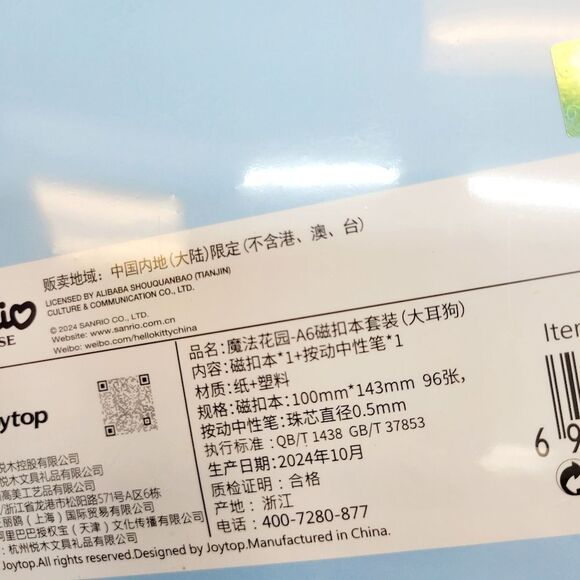 贩卖地域：中国内地(大陆)限定(不含港、澳、台)
LICENSED BY ALIBABA SHOUQUANBAO (TIANJIN)
CULTURE & COMMUNICATION CO., LTD.
© 2024 SANRIO CO., LTD.
Website: www.sanrio.com.cn
Weibo: weibo.com/hellokittychina
品名：魔法花园-A6磁扣本套装(大耳狗)
内容：磁扣本*1+按动中性笔*1
材质：纸+塑料
规格：磁扣本：100mm*143mm 96张，
按动中性笔：珠芯直径0.5mm
执行标准：QB/T 1438 GB/T 37853
生产日期：2024年10月
质检证明：合格
产地：浙江
电话：400-7280-877
ytop
悦木控股有限公司
悦木文具礼品有限公司
高美工艺品有限公司
江省龙港市松阳路571号A区6栋
（上海）国际贸易有限公司
阿里巴巴授权宝（天津）文化传播有限公司
：杭州悦木文具礼品有限公司
Joytop.All rights reserved.Designed by Joytop.Manufactured in China.
Item
6 9